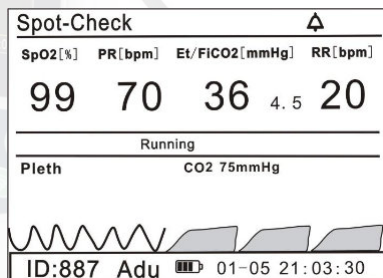 Spot-Check
SpO2[%] PR[bpm] Et/FiCO2[mmHg] RR[bpm]
99 70 36 4.5 20
Running
Pleth CO2 75mmHg
ID:887 Adu 01-05 21:03:30